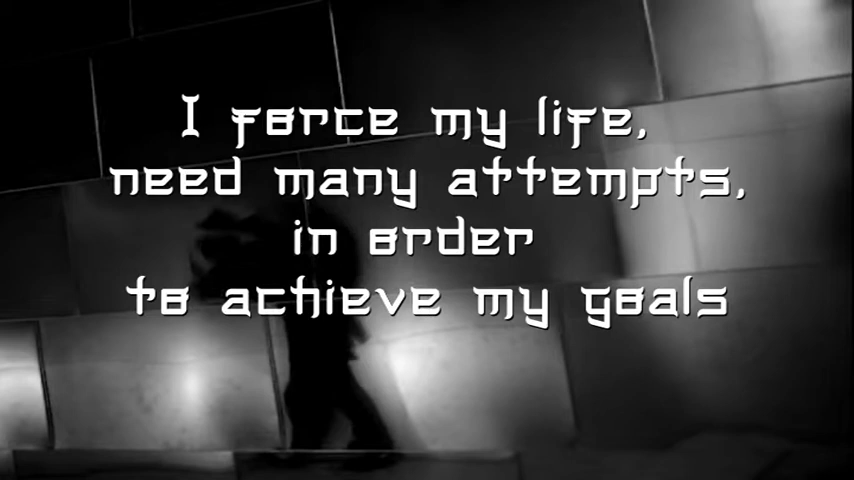 I force my life,
need many attempts,
in order
to achieve my goals